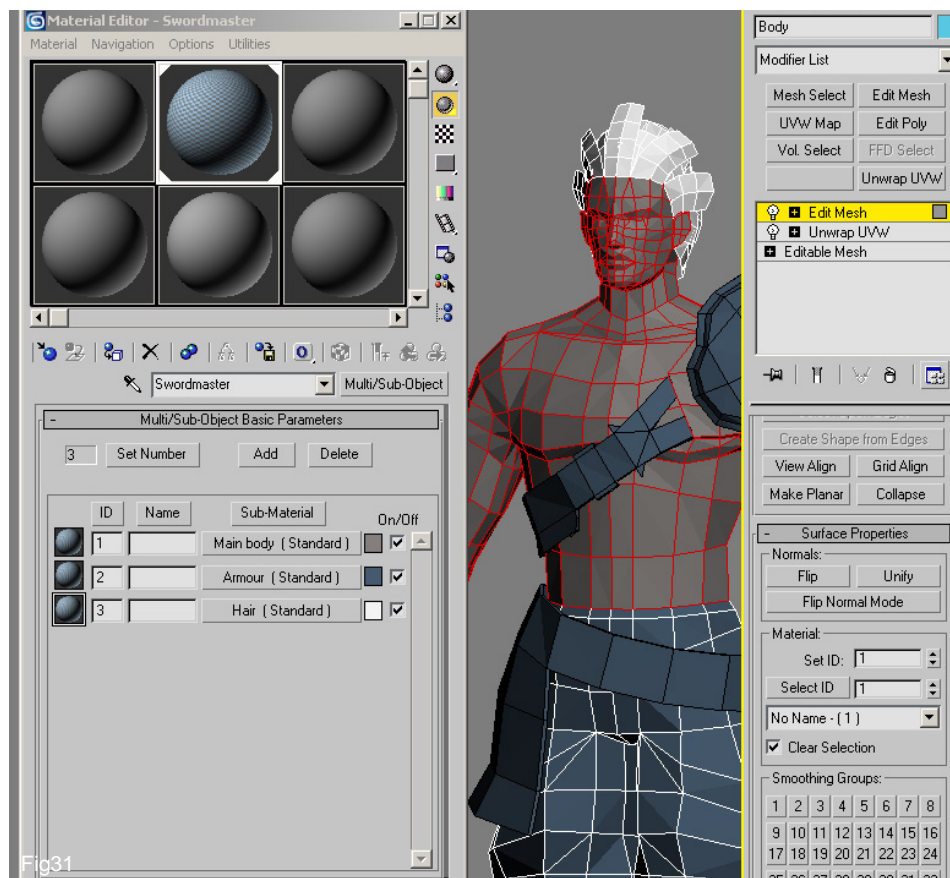 Material Editor - Swordmaster
Material Navigation Options Utilities
Swordmaster Multi/Sub-Object
- Multi/Sub-Object Basic Parameters
3 Set Number Add Delete
ID Name Sub-Material On/Off
1 Main body ( Standard )
2 Armour ( Standard )
3 Hair ( Standard )
Fig31
Body
Modifier List
Mesh Select Edit Mesh
UVW Map Edit Poly
Vol. Select FFD Select
Unwrap UVW
Edit Mesh
Unwrap UVW
Editable Mesh
Create Shape from Edges
View Align Grid Align
Make Planar Collapse
- Surface Properties
Normals:
Flip Unify
Flip Normal Mode
Material:
Set ID: 1
Select ID 1
No Name - ( 1 )
Clear Selection
Smoothing Groups:
1 2 3 4 5 6 7 8
9 10 11 12 13 14 15 16
17 18 19 20 21 22 23 24